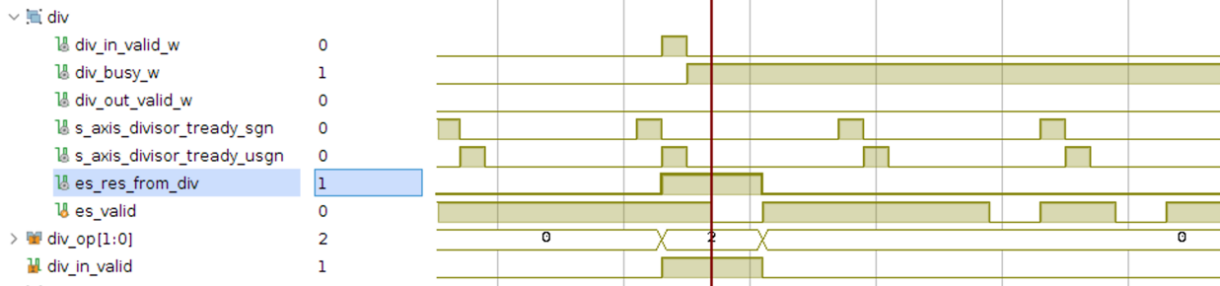 div
div_in_valid_w 0
div_busy_w 1
div_out_valid_w 0
s_axis_divisor_tready_sgn 0
s_axis_divisor_tready_usgn 0
es_res_from_div 1
es_valid 0
div_op[1:0] 2 0 2 0
div_in_valid 1